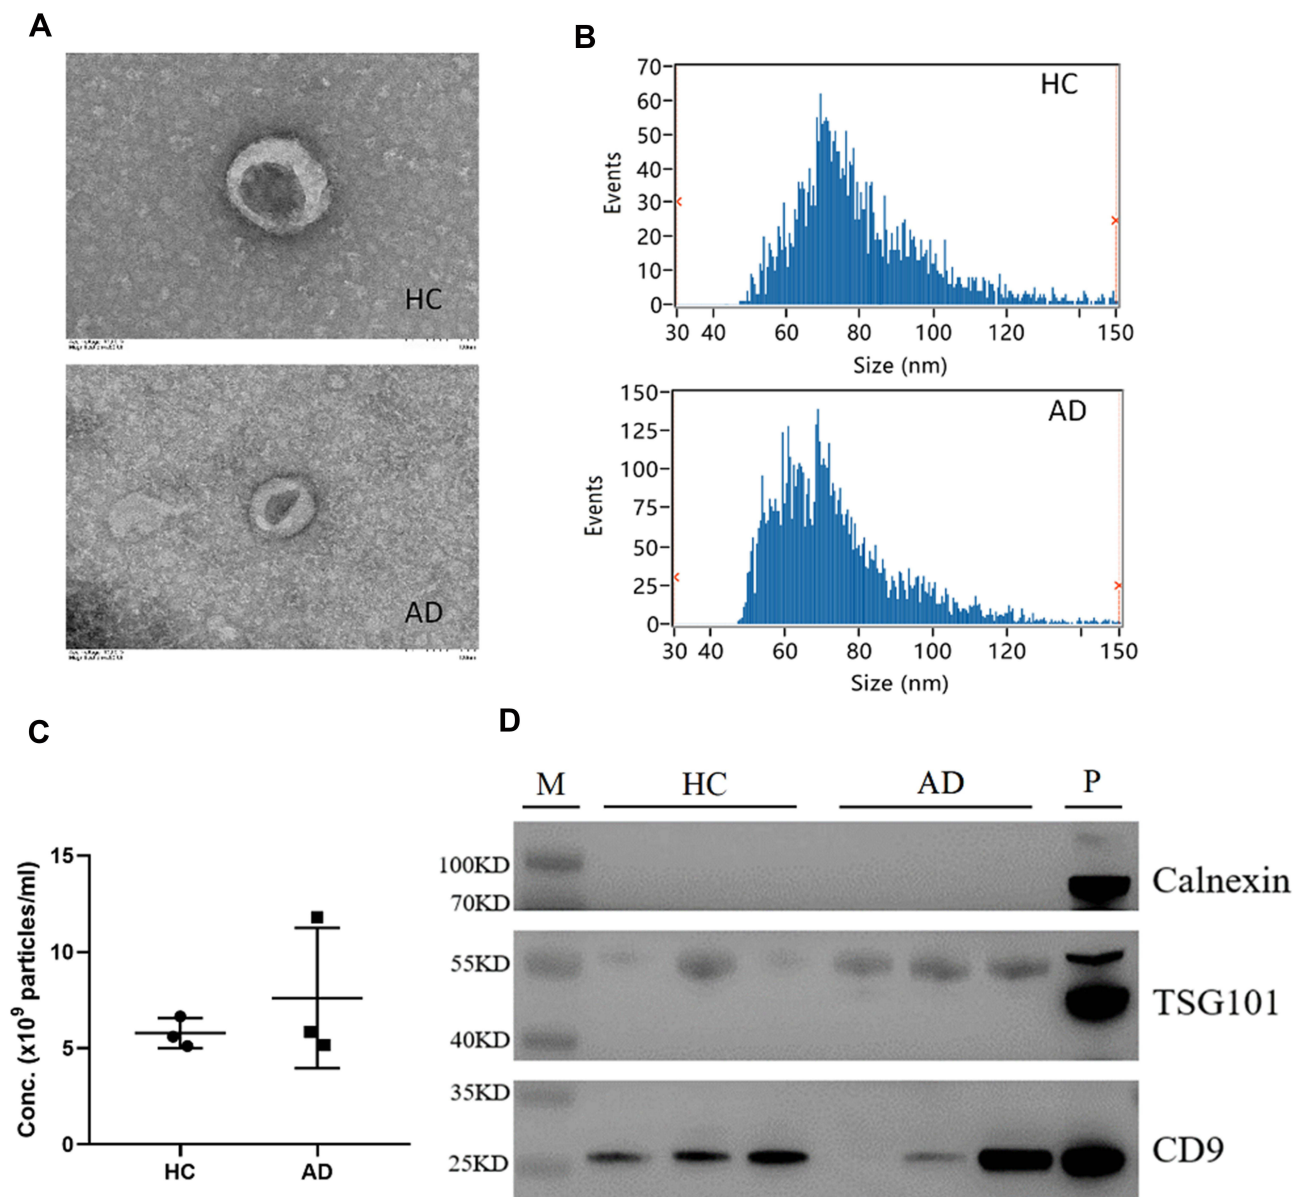 A
HC
AD
B
HC
70
60
50
40
30
20
10
0
Events
30 40 60 80 100 120 150
Size (nm)
AD
150
125
100
75
50
25
0
Events
30 40 60 80 100 120 150
Size (nm)
C
15
10
5
0
Conc. (x10⁹ particles/ml)
HC AD
D
M HC AD P
100KD
70KD
Calnexin
55KD
40KD
TSG101
35KD
25KD
CD9